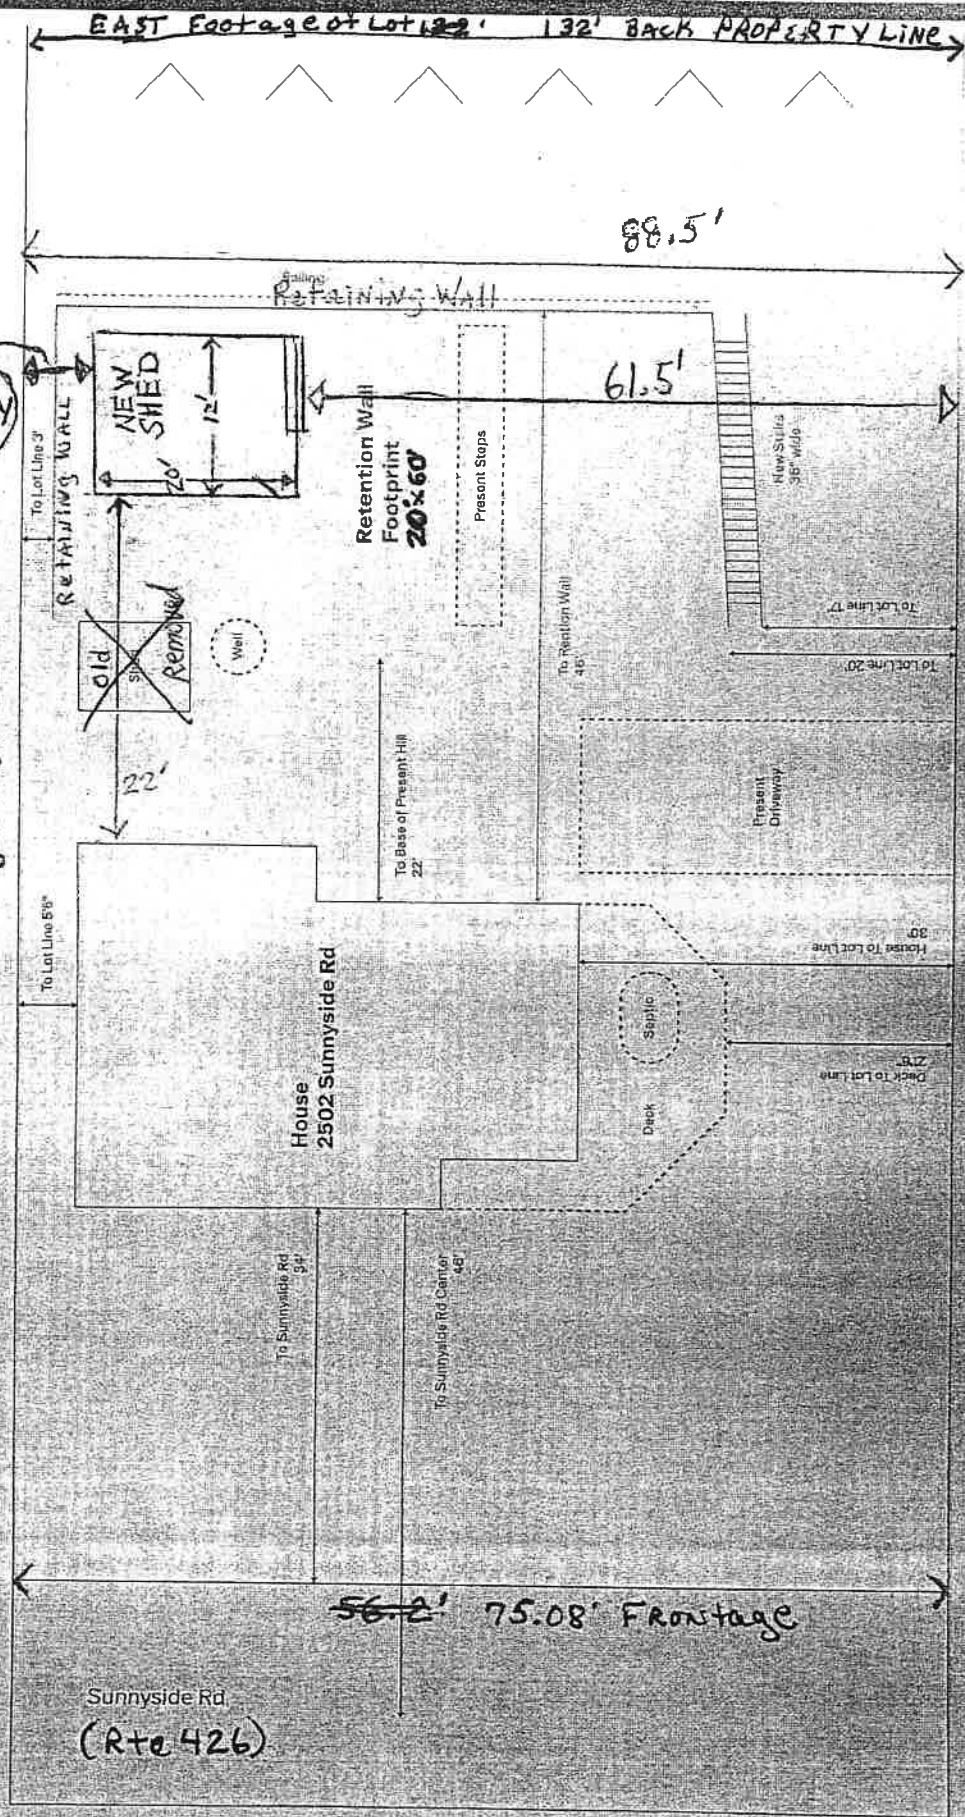 EAST Footage of Lot 132' BACK PROPERTY LINE
88.5'
Retaining Wall
NEW
SHED
12'
20'
61.5'
To Lot Line 3'
RETAINING WALL
Retention Wall
Footprint
20'x60'
Present Steps
New Stairs
36" wide
To Lot Line 17'
To Lot Line 20'
Old
Removed
Well
To Rention Wall
46'
22'
To Base of Present Hill
22'
Present
Driveway
To Lot Line 5'6"
House
2502 Sunnyside Rd
House To Lot Line
30'
Septic
Deck
Deck To Lot Line
21'6"
To Sunnyside Rd
34'
To Sunnyside Rd Center
46'
56.2' 75.08' FRONtage
Sunnyside Rd
(Rte 426)